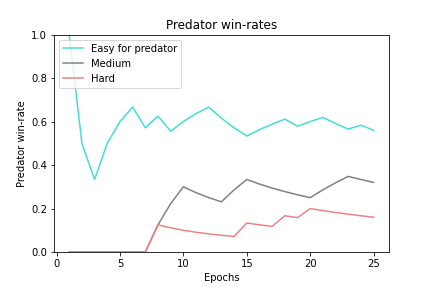 Predator win-rates
Easy for predator
Medium
Hard
Predator win-rate
1.0
0.8
0.6
0.4
0.2
0.0
0 5 10 15 20 25
Epochs